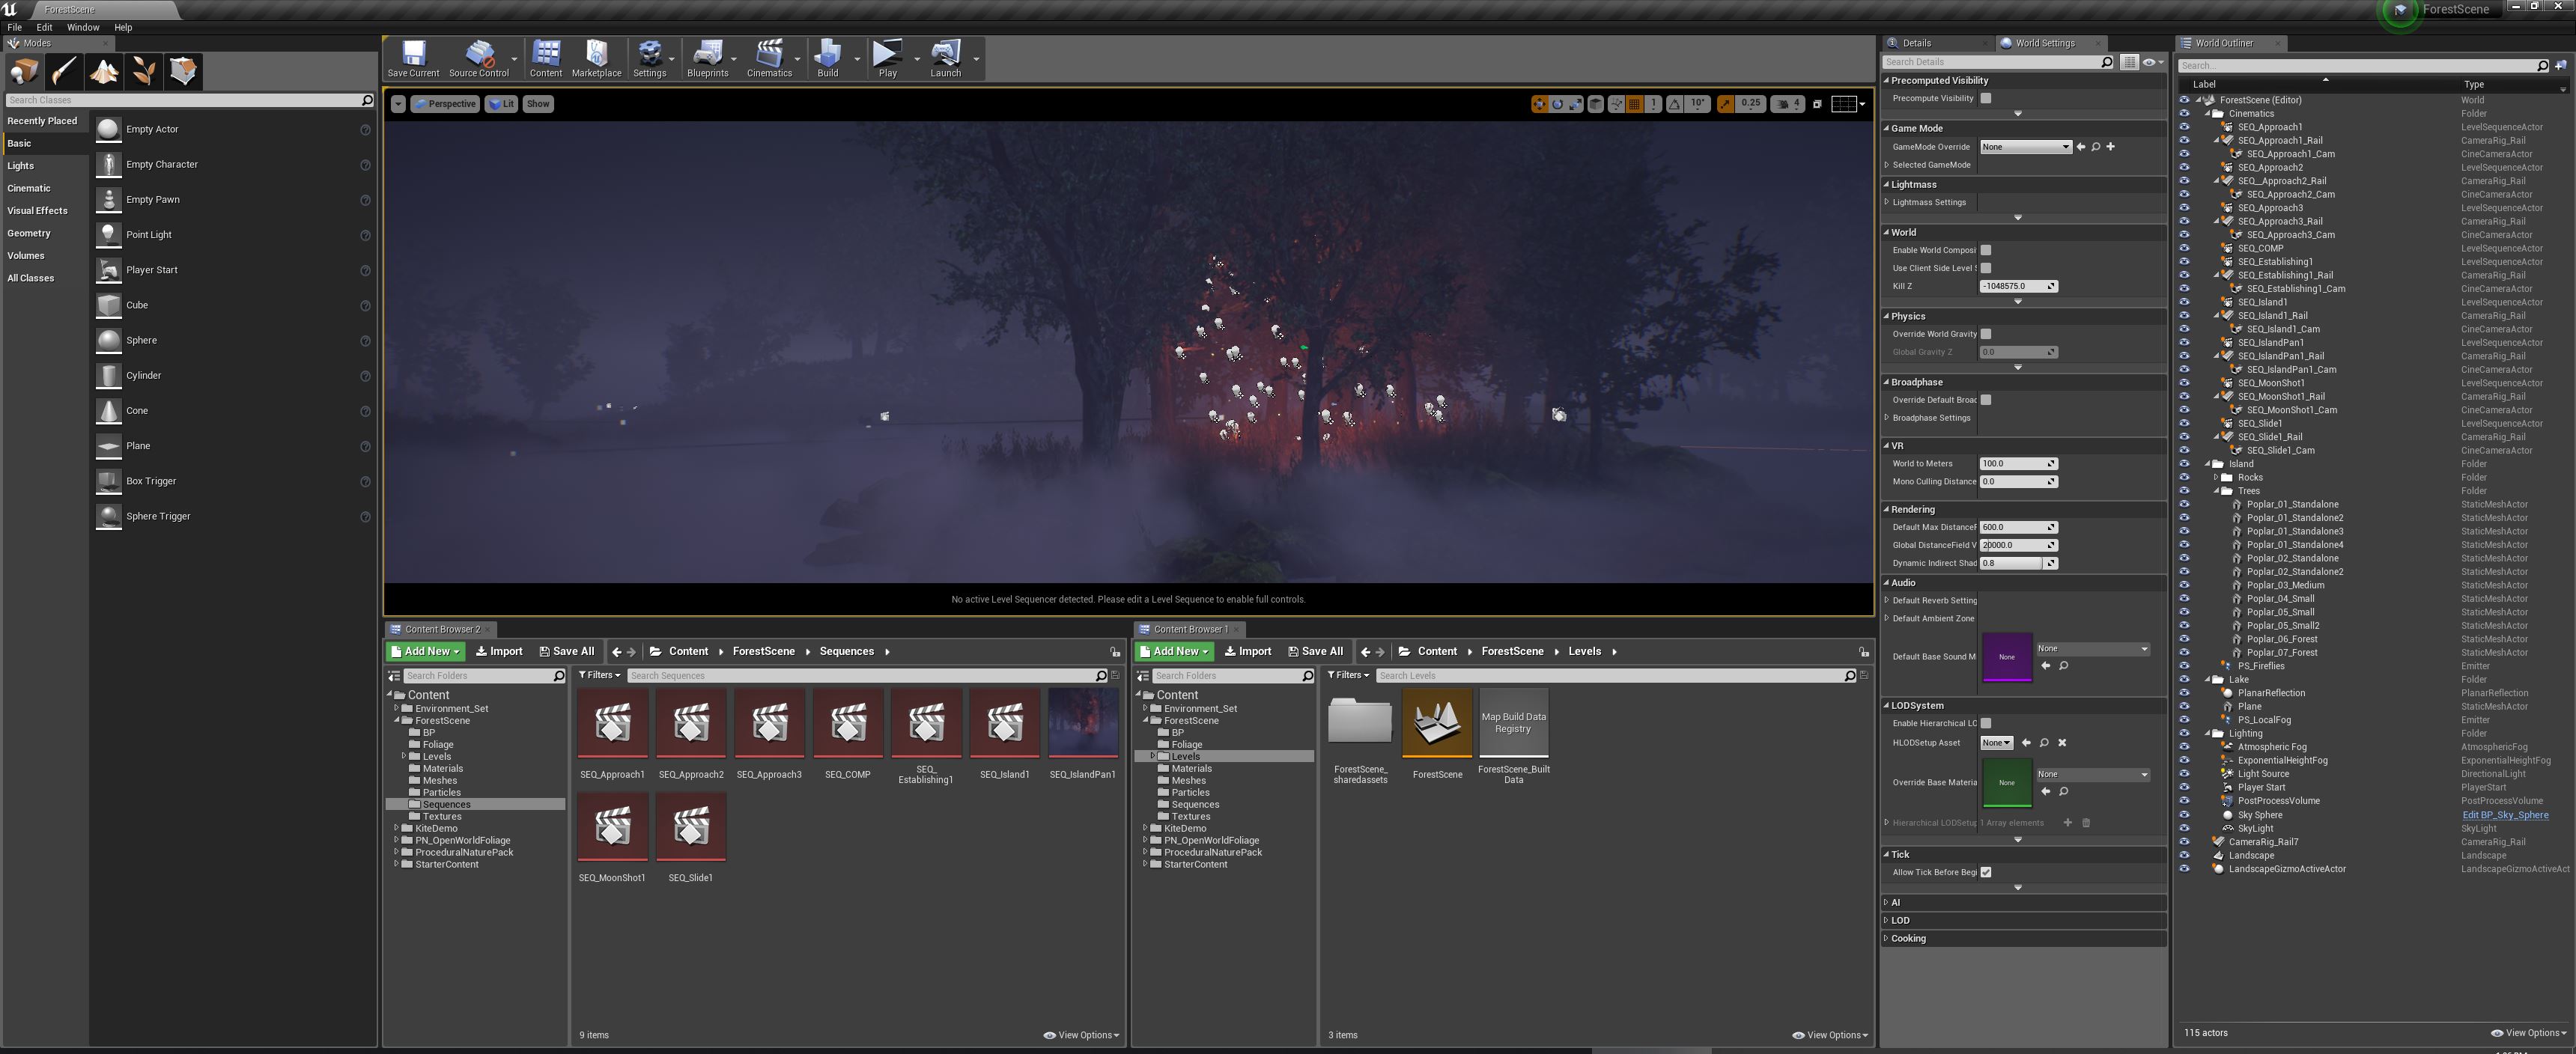 ForestScene
ForestScene
File Edit Window Help
Modes
Search Classes
Recently Placed
Basic
Lights
Cinematic
Visual Effects
Geometry
Volumes
All Classes
Empty Actor
Empty Character
Empty Pawn
Point Light
Player Start
Cube
Sphere
Cylinder
Cone
Plane
Box Trigger
Sphere Trigger
Save Current Source Control Content Marketplace Settings Blueprints Cinematics Build Play Launch
Perspective Lit Show
1 10° 0.25 4
No active Level Sequencer detected. Please edit a Level Sequence to enable full controls.
Content Browser 2
Add New Import Save All Content ForestScene Sequences
Search Folders
Filters Search Sequences
Content
Environment_Set
ForestScene
BP
Foliage
Levels
Materials
Meshes
Particles
Sequences
Textures
KiteDemo
PN_OpenWorldFoliage
ProceduralNaturePack
StarterContent
SEQ_Approach1 SEQ_Approach2 SEQ_Approach3 SEQ_COMP SEQ_
Establishing1 SEQ_Island1 SEQ_IslandPan1
SEQ_MoonShot1 SEQ_Slide1
9 items View Options
Content Browser 1
Add New Import Save All Content ForestScene Levels
Search Folders
Filters Search Levels
Content
Environment_Set
ForestScene
BP
Foliage
Levels
Materials
Meshes
Particles
Sequences
Textures
KiteDemo
PN_OpenWorldFoliage
ProceduralNaturePack
StarterContent
Map Build Data
Registry
ForestScene_
sharedassets
ForestScene
ForestScene_Built
Data
3 items View Options
Details World Settings
Search Details
Precomputed Visibility
Precompute Visibility
Game Mode
GameMode Override None
Selected GameMode
Lightmass
Lightmass Settings
World
Enable World Composi
Use Client Side Level S
Kill Z -1048575.0
Physics
Override World Gravity
Global Gravity Z 0.0
Broadphase
Override Default Broad
Broadphase Settings
VR
World to Meters 100.0
Mono Culling Distance 0.0
Rendering
Default Max DistanceF 600.0
Global DistanceField V 20000.0
Dynamic Indirect Shad 0.8
Audio
Default Reverb Setting
Default Ambient Zone
Default Base Sound M None None
LODSystem
Enable Hierarchical LO
HLODSetup Asset None
Override Base Materia None None
Hierarchical LODSetup 1 Array elements
Tick
Allow Tick Before Begi
AI
LOD
Cooking
World Outliner
Search...
Label Type
ForestScene (Editor) World
Cinematics Folder
SEQ_Approach1 LevelSequenceActor
SEQ_Approach1_Rail CameraRig_Rail
SEQ_Approach1_Cam CineCameraActor
SEQ_Approach2 LevelSequenceActor
SEQ__Approach2_Rail CameraRig_Rail
SEQ_Approach2_Cam CineCameraActor
SEQ_Approach3 LevelSequenceActor
SEQ_Approach3_Rail CameraRig_Rail
SEQ_Approach3_Cam CineCameraActor
SEQ_COMP LevelSequenceActor
SEQ_Establishing1 LevelSequenceActor
SEQ_Establishing1_Rail CameraRig_Rail
SEQ_Establishing1_Cam CineCameraActor
SEQ_Island1 LevelSequenceActor
SEQ_Island1_Rail CameraRig_Rail
SEQ_Island1_Cam CineCameraActor
SEQ_IslandPan1 LevelSequenceActor
SEQ_IslandPan1_Rail CameraRig_Rail
SEQ_IslandPan1_Cam CineCameraActor
SEQ_MoonShot1 LevelSequenceActor
SEQ_MoonShot1_Rail CameraRig_Rail
SEQ_MoonShot1_Cam CineCameraActor
SEQ_Slide1 LevelSequenceActor
SEQ_Slide1_Rail CameraRig_Rail
SEQ_Slide1_Cam CineCameraActor
Island Folder
Rocks Folder
Trees Folder
Poplar_01_Standalone StaticMeshActor
Poplar_01_Standalone2 StaticMeshActor
Poplar_01_Standalone3 StaticMeshActor
Poplar_01_Standalone4 StaticMeshActor
Poplar_02_Standalone StaticMeshActor
Poplar_02_Standalone2 StaticMeshActor
Poplar_03_Medium StaticMeshActor
Poplar_04_Small StaticMeshActor
Poplar_05_Small StaticMeshActor
Poplar_05_Small2 StaticMeshActor
Poplar_06_Forest StaticMeshActor
Poplar_07_Forest StaticMeshActor
PS_Fireflies Emitter
Lake Folder
PlanarReflection PlanarReflection
Plane StaticMeshActor
PS_LocalFog Emitter
Lighting Folder
Atmospheric Fog AtmosphericFog
ExponentialHeightFog ExponentialHeightFog
Light Source DirectionalLight
Player Start PlayerStart
PostProcessVolume PostProcessVolume
Sky Sphere Edit BP_Sky_Sphere
SkyLight SkyLight
CameraRig_Rail7 CameraRig_Rail
Landscape Landscape
LandscapeGizmoActiveActor LandscapeGizmoActiveAct
115 actors View Options